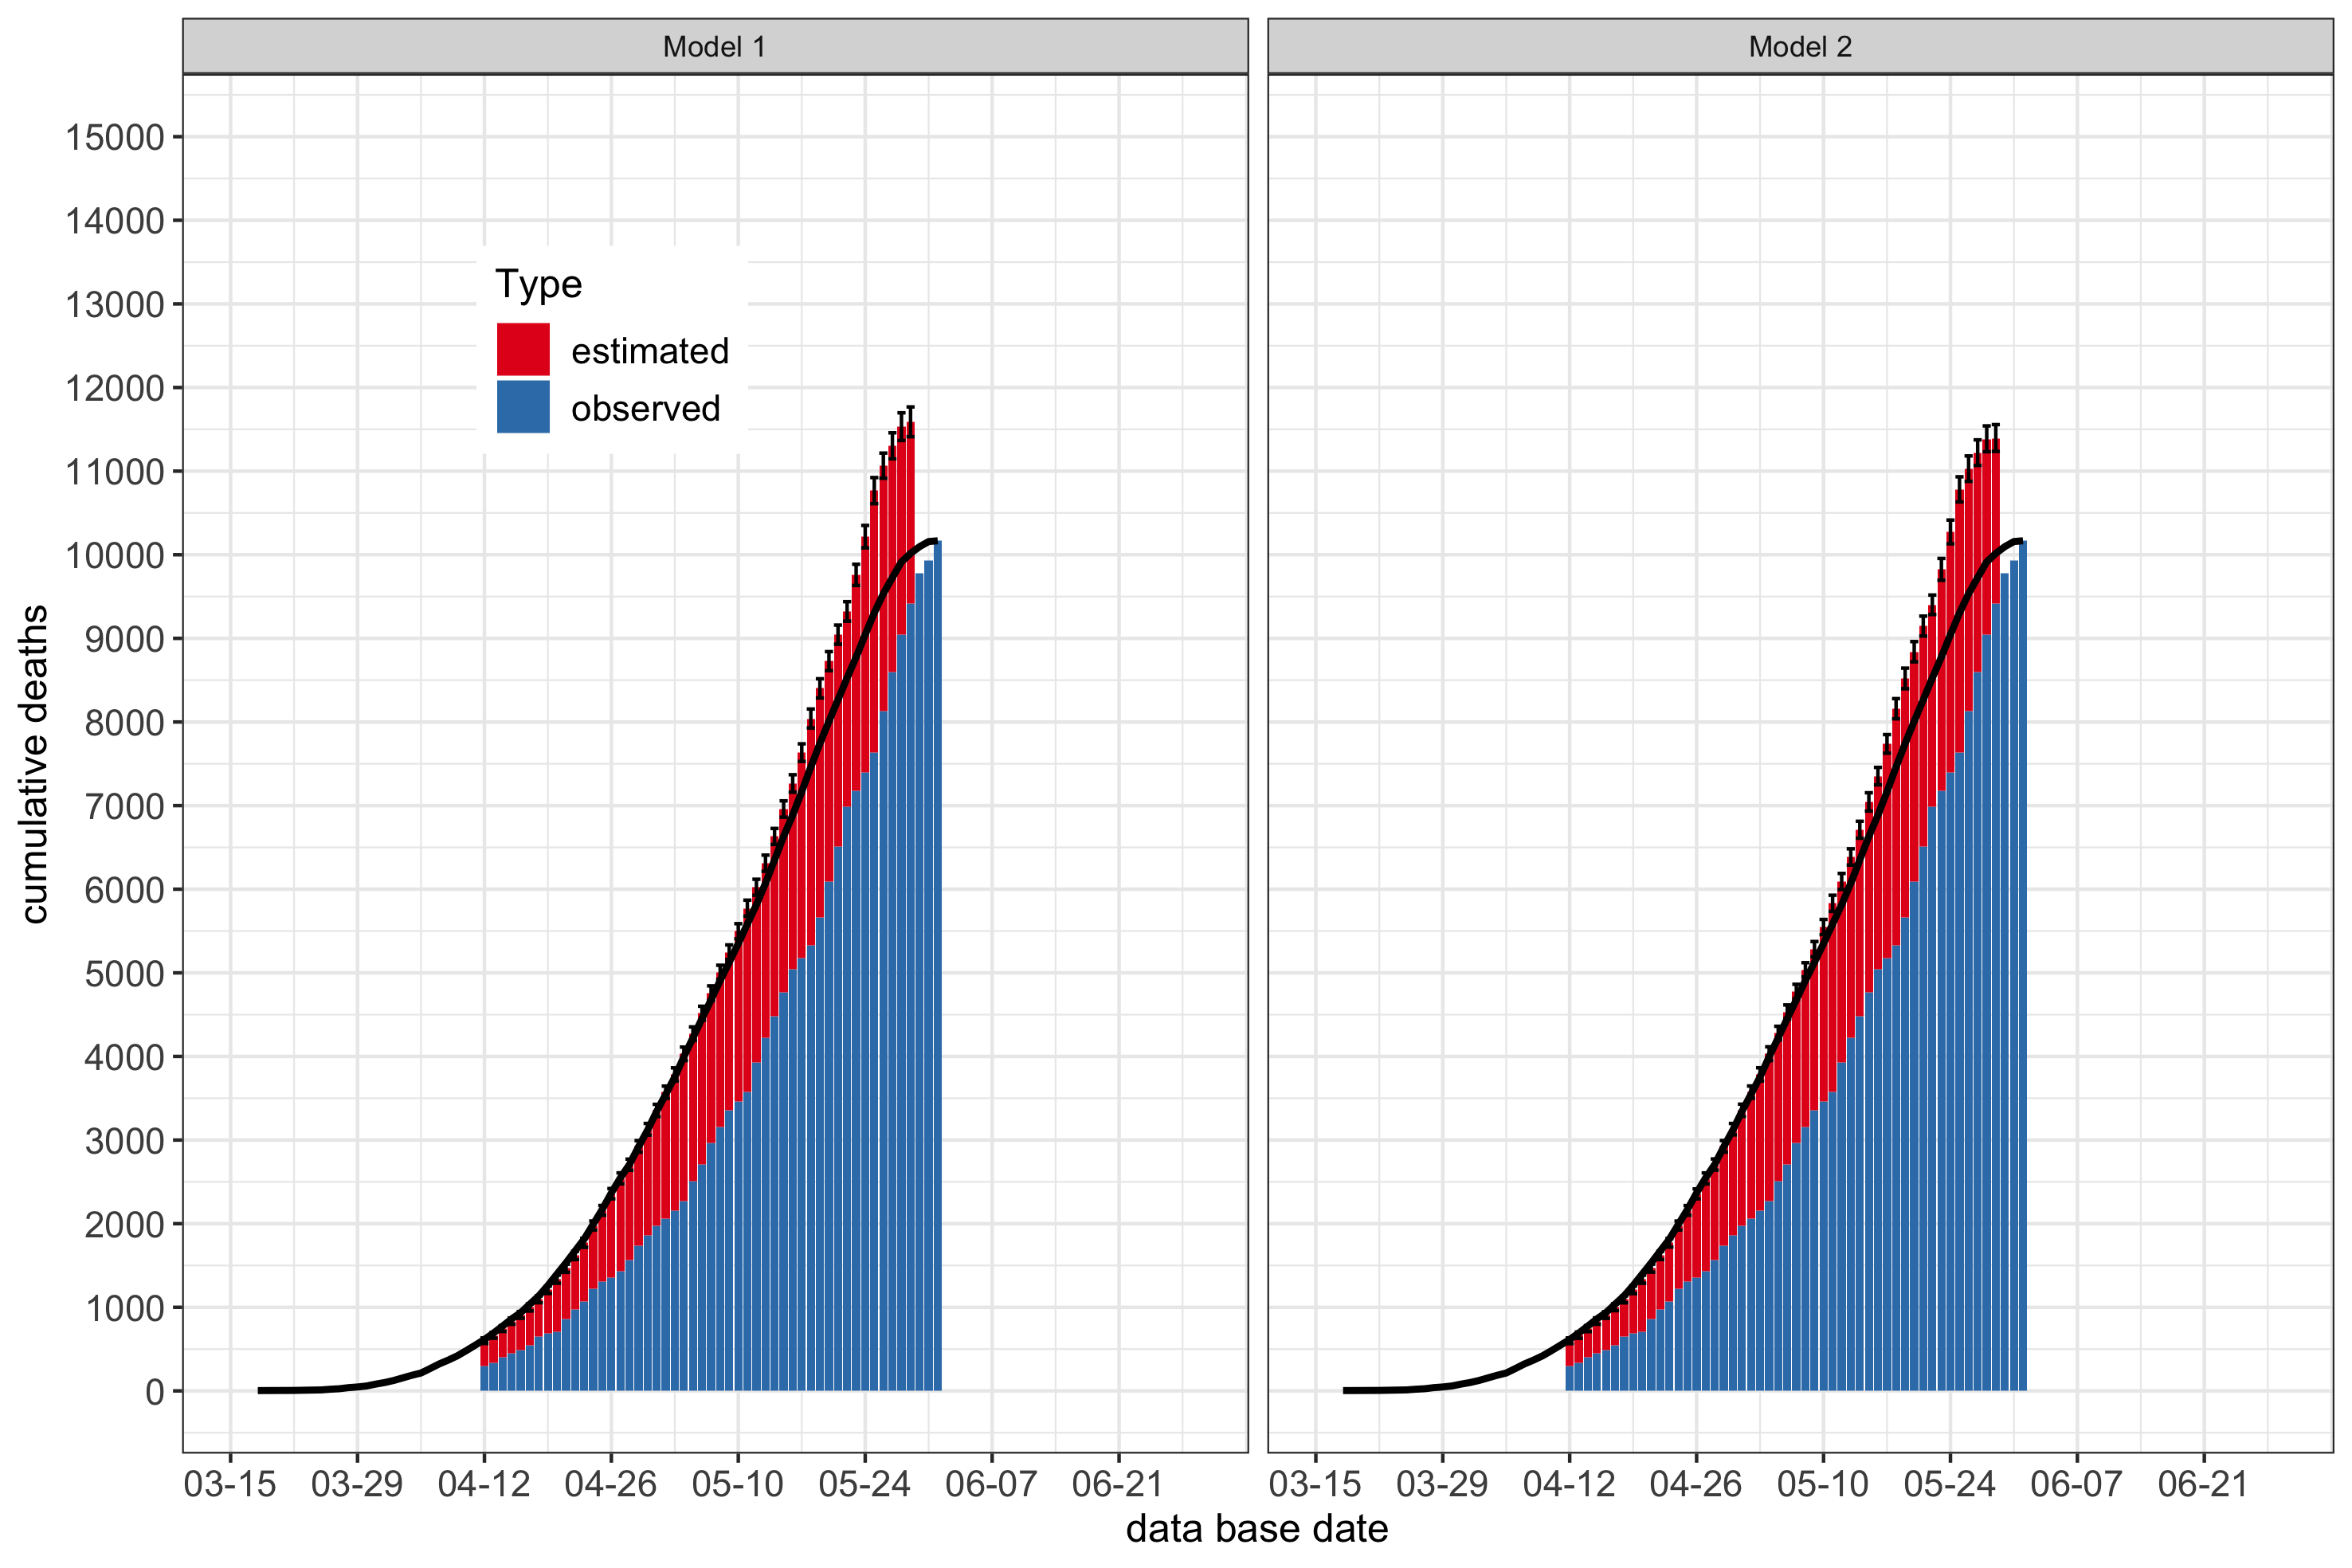 Model 1
Model 2
cumulative deaths
15000
14000
13000
12000
11000
10000
9000
8000
7000
6000
5000
4000
3000
2000
1000
0
Type
estimated
observed
03-15 03-29 04-12 04-26 05-10 05-24 06-07 06-21
03-15 03-29 04-12 04-26 05-10 05-24 06-07 06-21
data base date